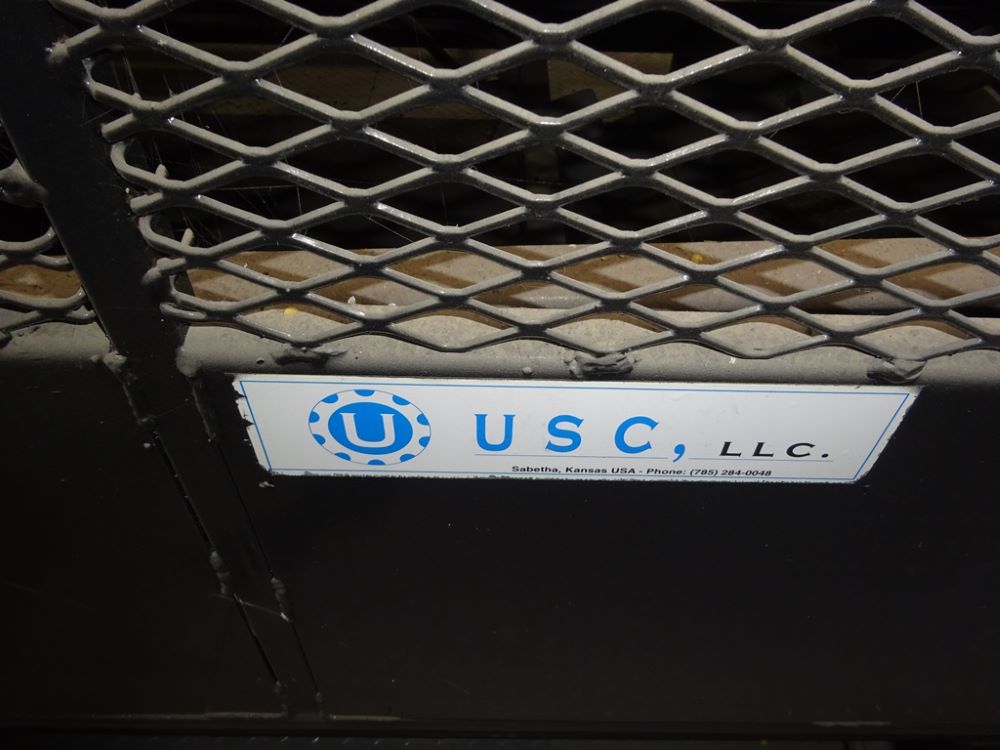 U USC, LLC.
Sabetha, Kansas USA - Phone: (785) 284-0048